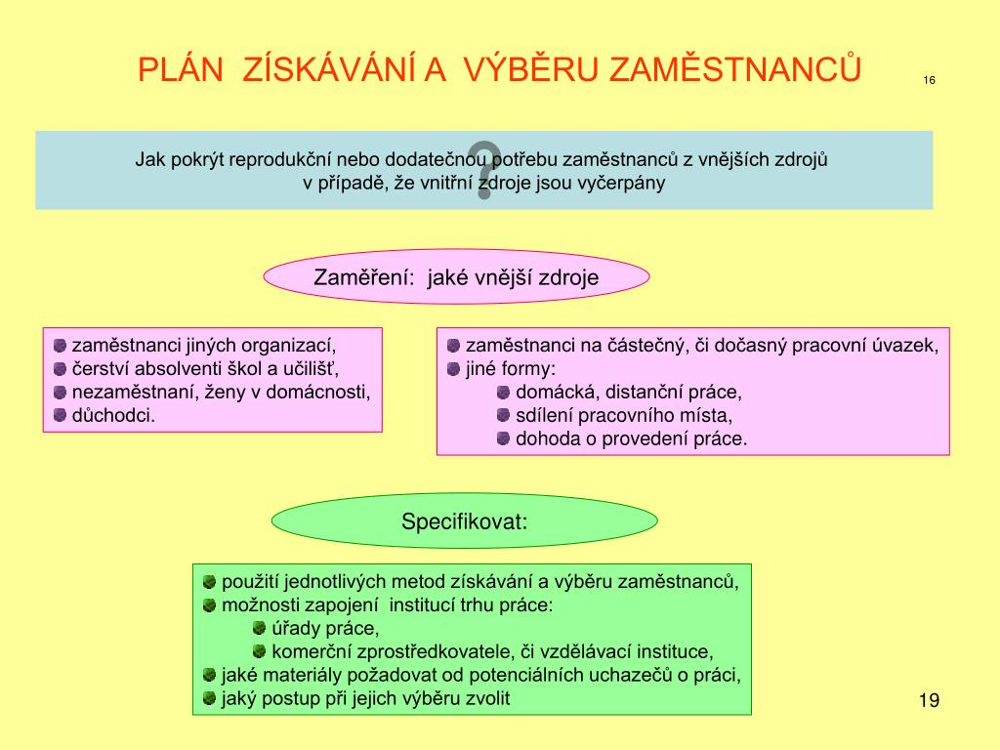 PLÁN  ZÍSKÁVÁNÍ A  VÝBĚRU ZAMĚSTNANCŮ
16
?
Jak pokrýt reprodukční nebo dodatečnou potřebu zaměstnanců z vnějších zdrojů
v případě, že vnitřní zdroje jsou vyčerpány
Zaměření:  jaké vnější zdroje
zaměstnanci jiných organizací,
čerství absolventi škol a učilišť,
nezaměstnaní, ženy v domácnosti,
důchodci.
zaměstnanci na částečný, či dočasný pracovní úvazek,
jiné formy:
domácká, distanční práce,
sdílení pracovního místa,
dohoda o provedení práce.
Specifikovat:
použití jednotlivých metod získávání a výběru zaměstnanců,
možnosti zapojení  institucí trhu práce:
úřady práce,
komerční zprostředkovatele, či vzdělávací instituce,
jaké materiály požadovat od potenciálních uchazečů o práci,
jaký postup při jejich výběru zvolit
19